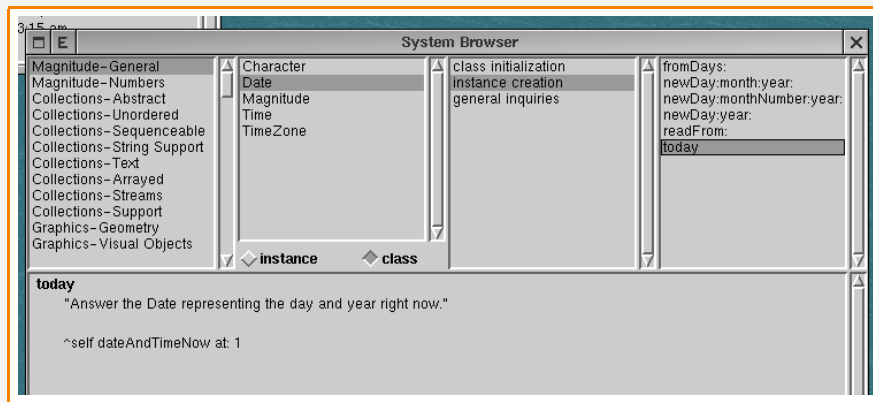 3:15 am
E
System Browser
Magnitude-General
Magnitude-Numbers
Collections-Abstract
Collections-Unordered
Collections-Sequenceable
Collections-String Support
Collections-Text
Collections-Arrayed
Collections-Streams
Collections-Support
Graphics-Geometry
Graphics-Visual Objects
Character
Date
Magnitude
Time
TimeZone
instance
class
class initialization
instance creation
general inquiries
fromDays:
newDay:month:year:
newDay:monthNumber:year:
newDay:year:
readFrom:
today
today
"Answer the Date representing the day and year right now."
^self dateAndTimeNow at: 1